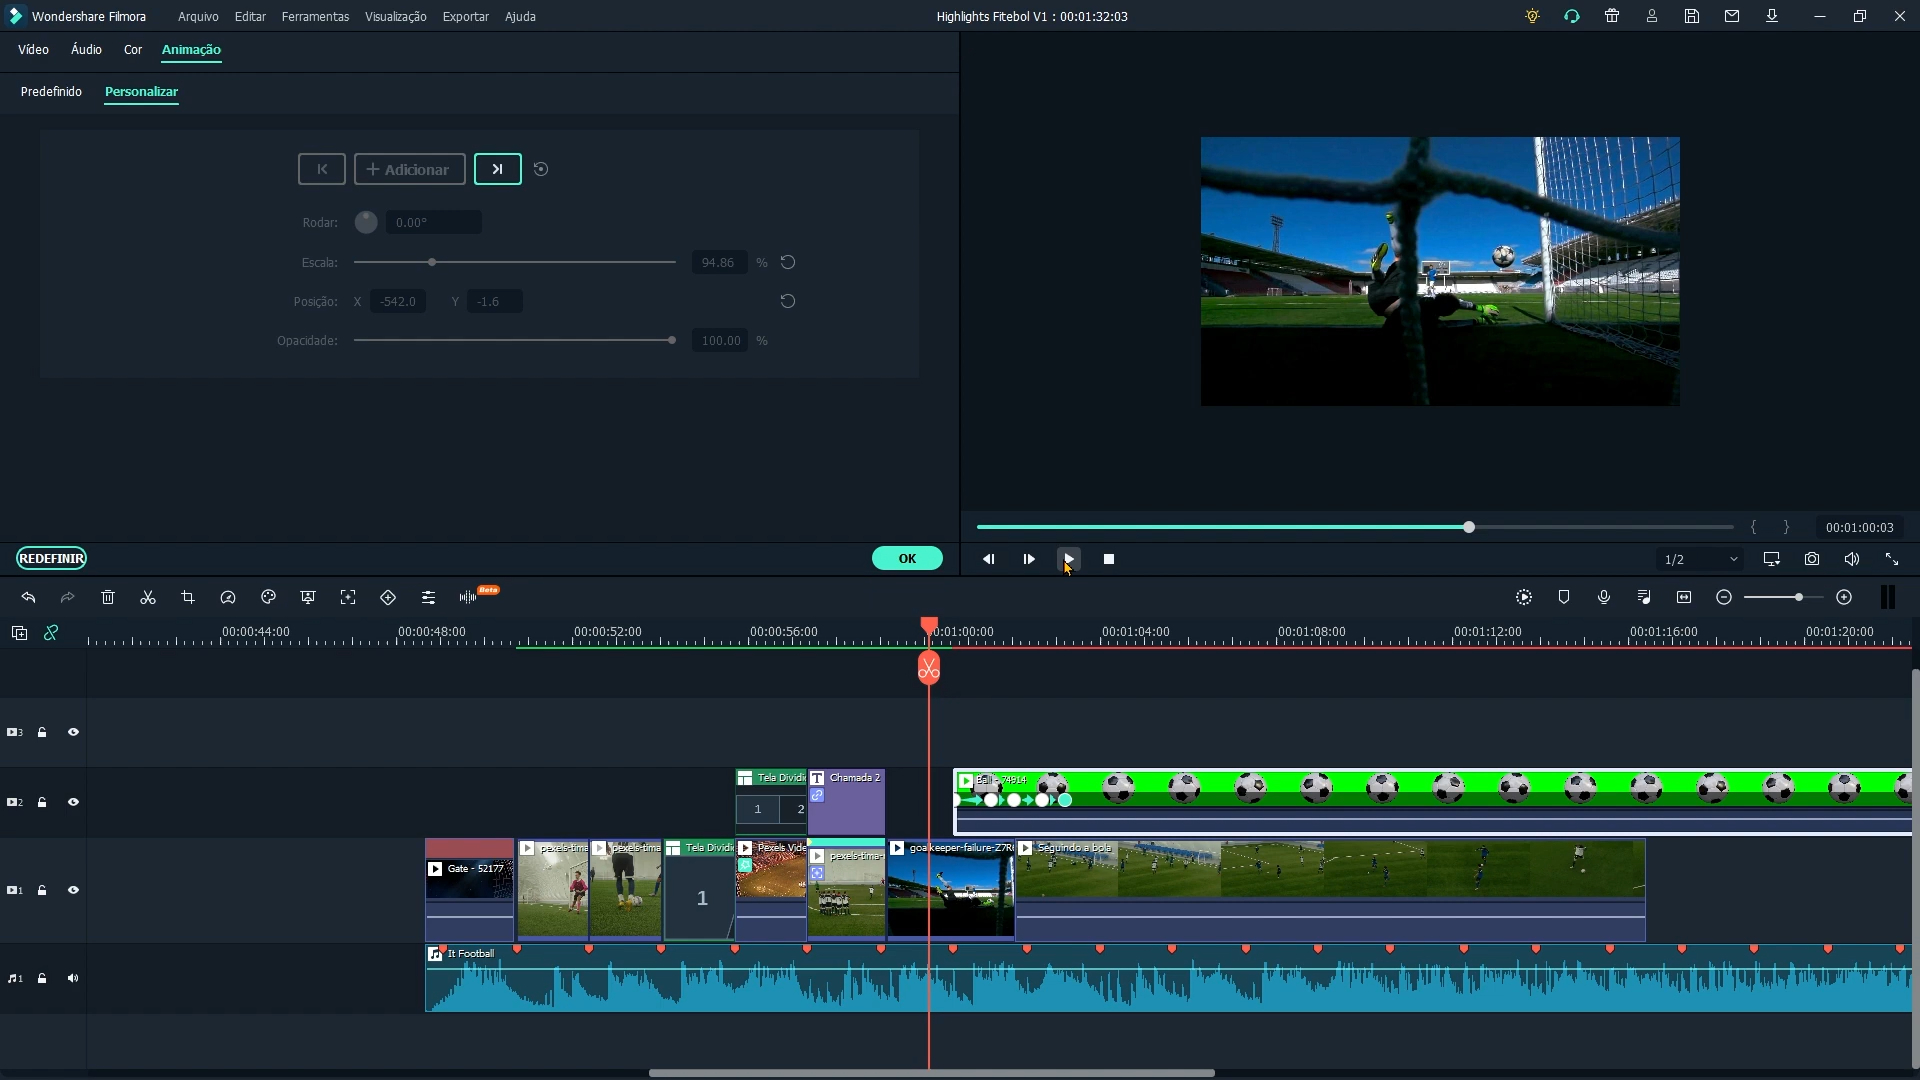 Wondershare Filmora Arquivo Editar Ferramentas Visualização Exportar Ajuda Highlights Fitebol V1 : 00:01:32:03
Vídeo Áudio Cor Animação
Predefinido Personalizar
Adicionar
Rodar: 0.00°
Escala: 94.86 %
Posição: X -542.0 Y -1.6
Opacidade: 100.00 %
00:01:00:03
REDEFINIR OK 1/2
Beta
00:00:44:00 00:00:48:00 00:00:52:00 00:00:56:00 00:01:00:00 00:01:04:00 00:01:08:00 00:01:12:00 00:01:16:00 00:01:20:00
3
2 Tela Dividi Chamada 2 74914
1 2
1 Gate - 52177 pexels-tima pexels-tima Tela Dividi Pexels Vide pexels-tima- goalkeeper-failure-Z7R Seguindo a bola
1
1 It Football